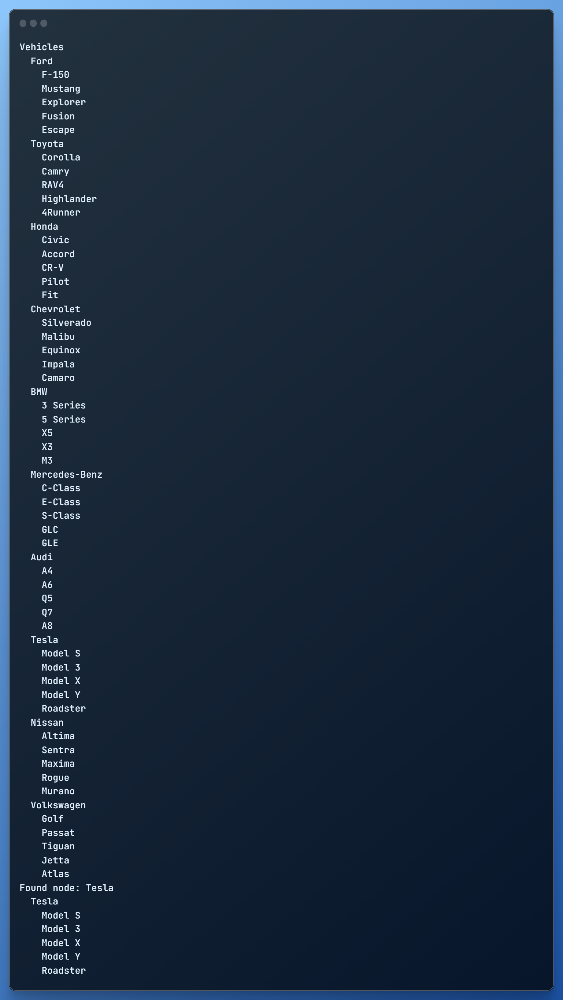 Vehicles
  Ford
    F-150
    Mustang
    Explorer
    Fusion
    Escape
  Toyota
    Corolla
    Camry
    RAV4
    Highlander
    4Runner
  Honda
    Civic
    Accord
    CR-V
    Pilot
    Fit
  Chevrolet
    Silverado
    Malibu
    Equinox
    Impala
    Camaro
  BMW
    3 Series
    5 Series
    X5
    X3
    M3
  Mercedes-Benz
    C-Class
    E-Class
    S-Class
    GLC
    GLE
  Audi
    A4
    A6
    Q5
    Q7
    A8
  Tesla
    Model S
    Model 3
    Model X
    Model Y
    Roadster
  Nissan
    Altima
    Sentra
    Maxima
    Rogue
    Murano
  Volkswagen
    Golf
    Passat
    Tiguan
    Jetta
    Atlas
Found node: Tesla
  Tesla
    Model S
    Model 3
    Model X
    Model Y
    Roadster